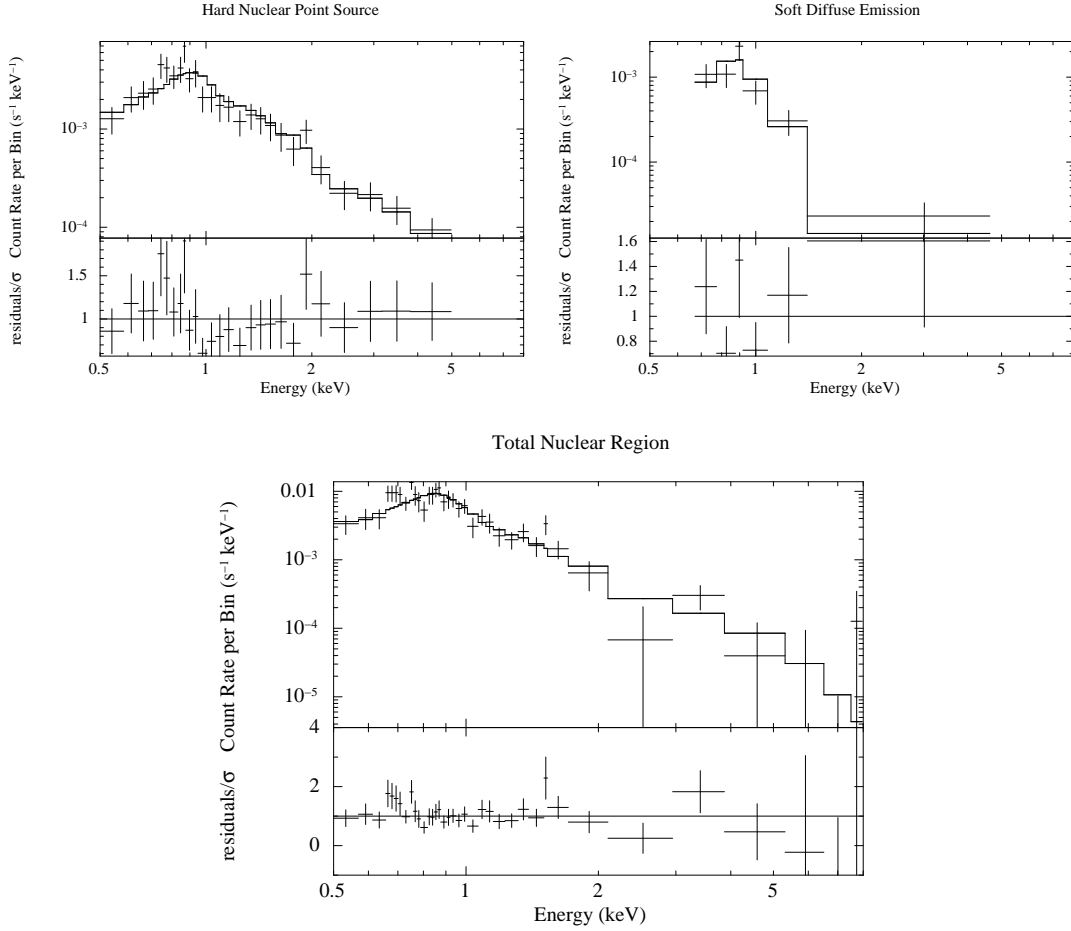 Hard Nuclear Point Source
Count Rate per Bin (s⁻¹ keV⁻¹)
residuals/σ
10⁻³
10⁻⁴
1.5
1
0.5 1 2 5
Energy (keV)
Soft Diffuse Emission
Count Rate per Bin (s⁻¹ keV⁻¹)
residuals/σ
10⁻³
10⁻⁴
1.6
1.4
1.2
1
0.8
0.5 1 2 5
Energy (keV)
Total Nuclear Region
Count Rate per Bin (s⁻¹ keV⁻¹)
residuals/σ
0.01
10⁻³
10⁻⁴
10⁻⁵
4
2
0
0.5 1 2 5
Energy (keV)